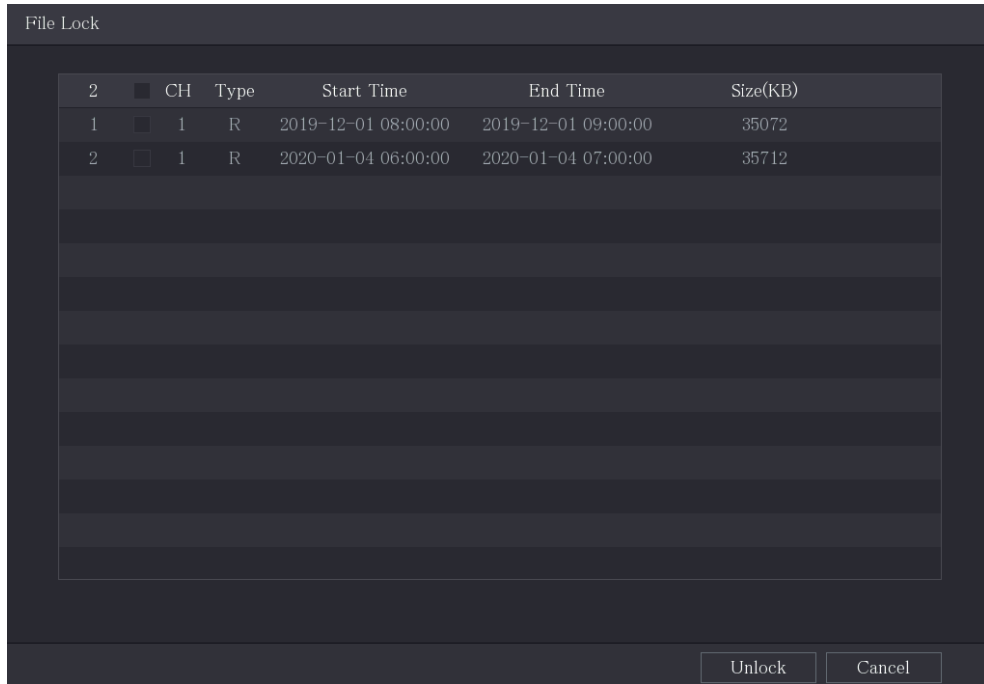 File Lock
2 CH Type Start Time End Time Size(KB)
1 1 R 2019-12-01 08:00:00 2019-12-01 09:00:00 35072
2 1 R 2020-01-04 06:00:00 2020-01-04 07:00:00 35712
Unlock Cancel